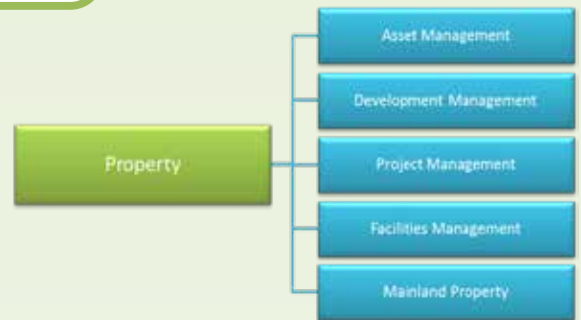 Property
Asset Management
Development Management
Project Management
Facilities Management
Mainland Property